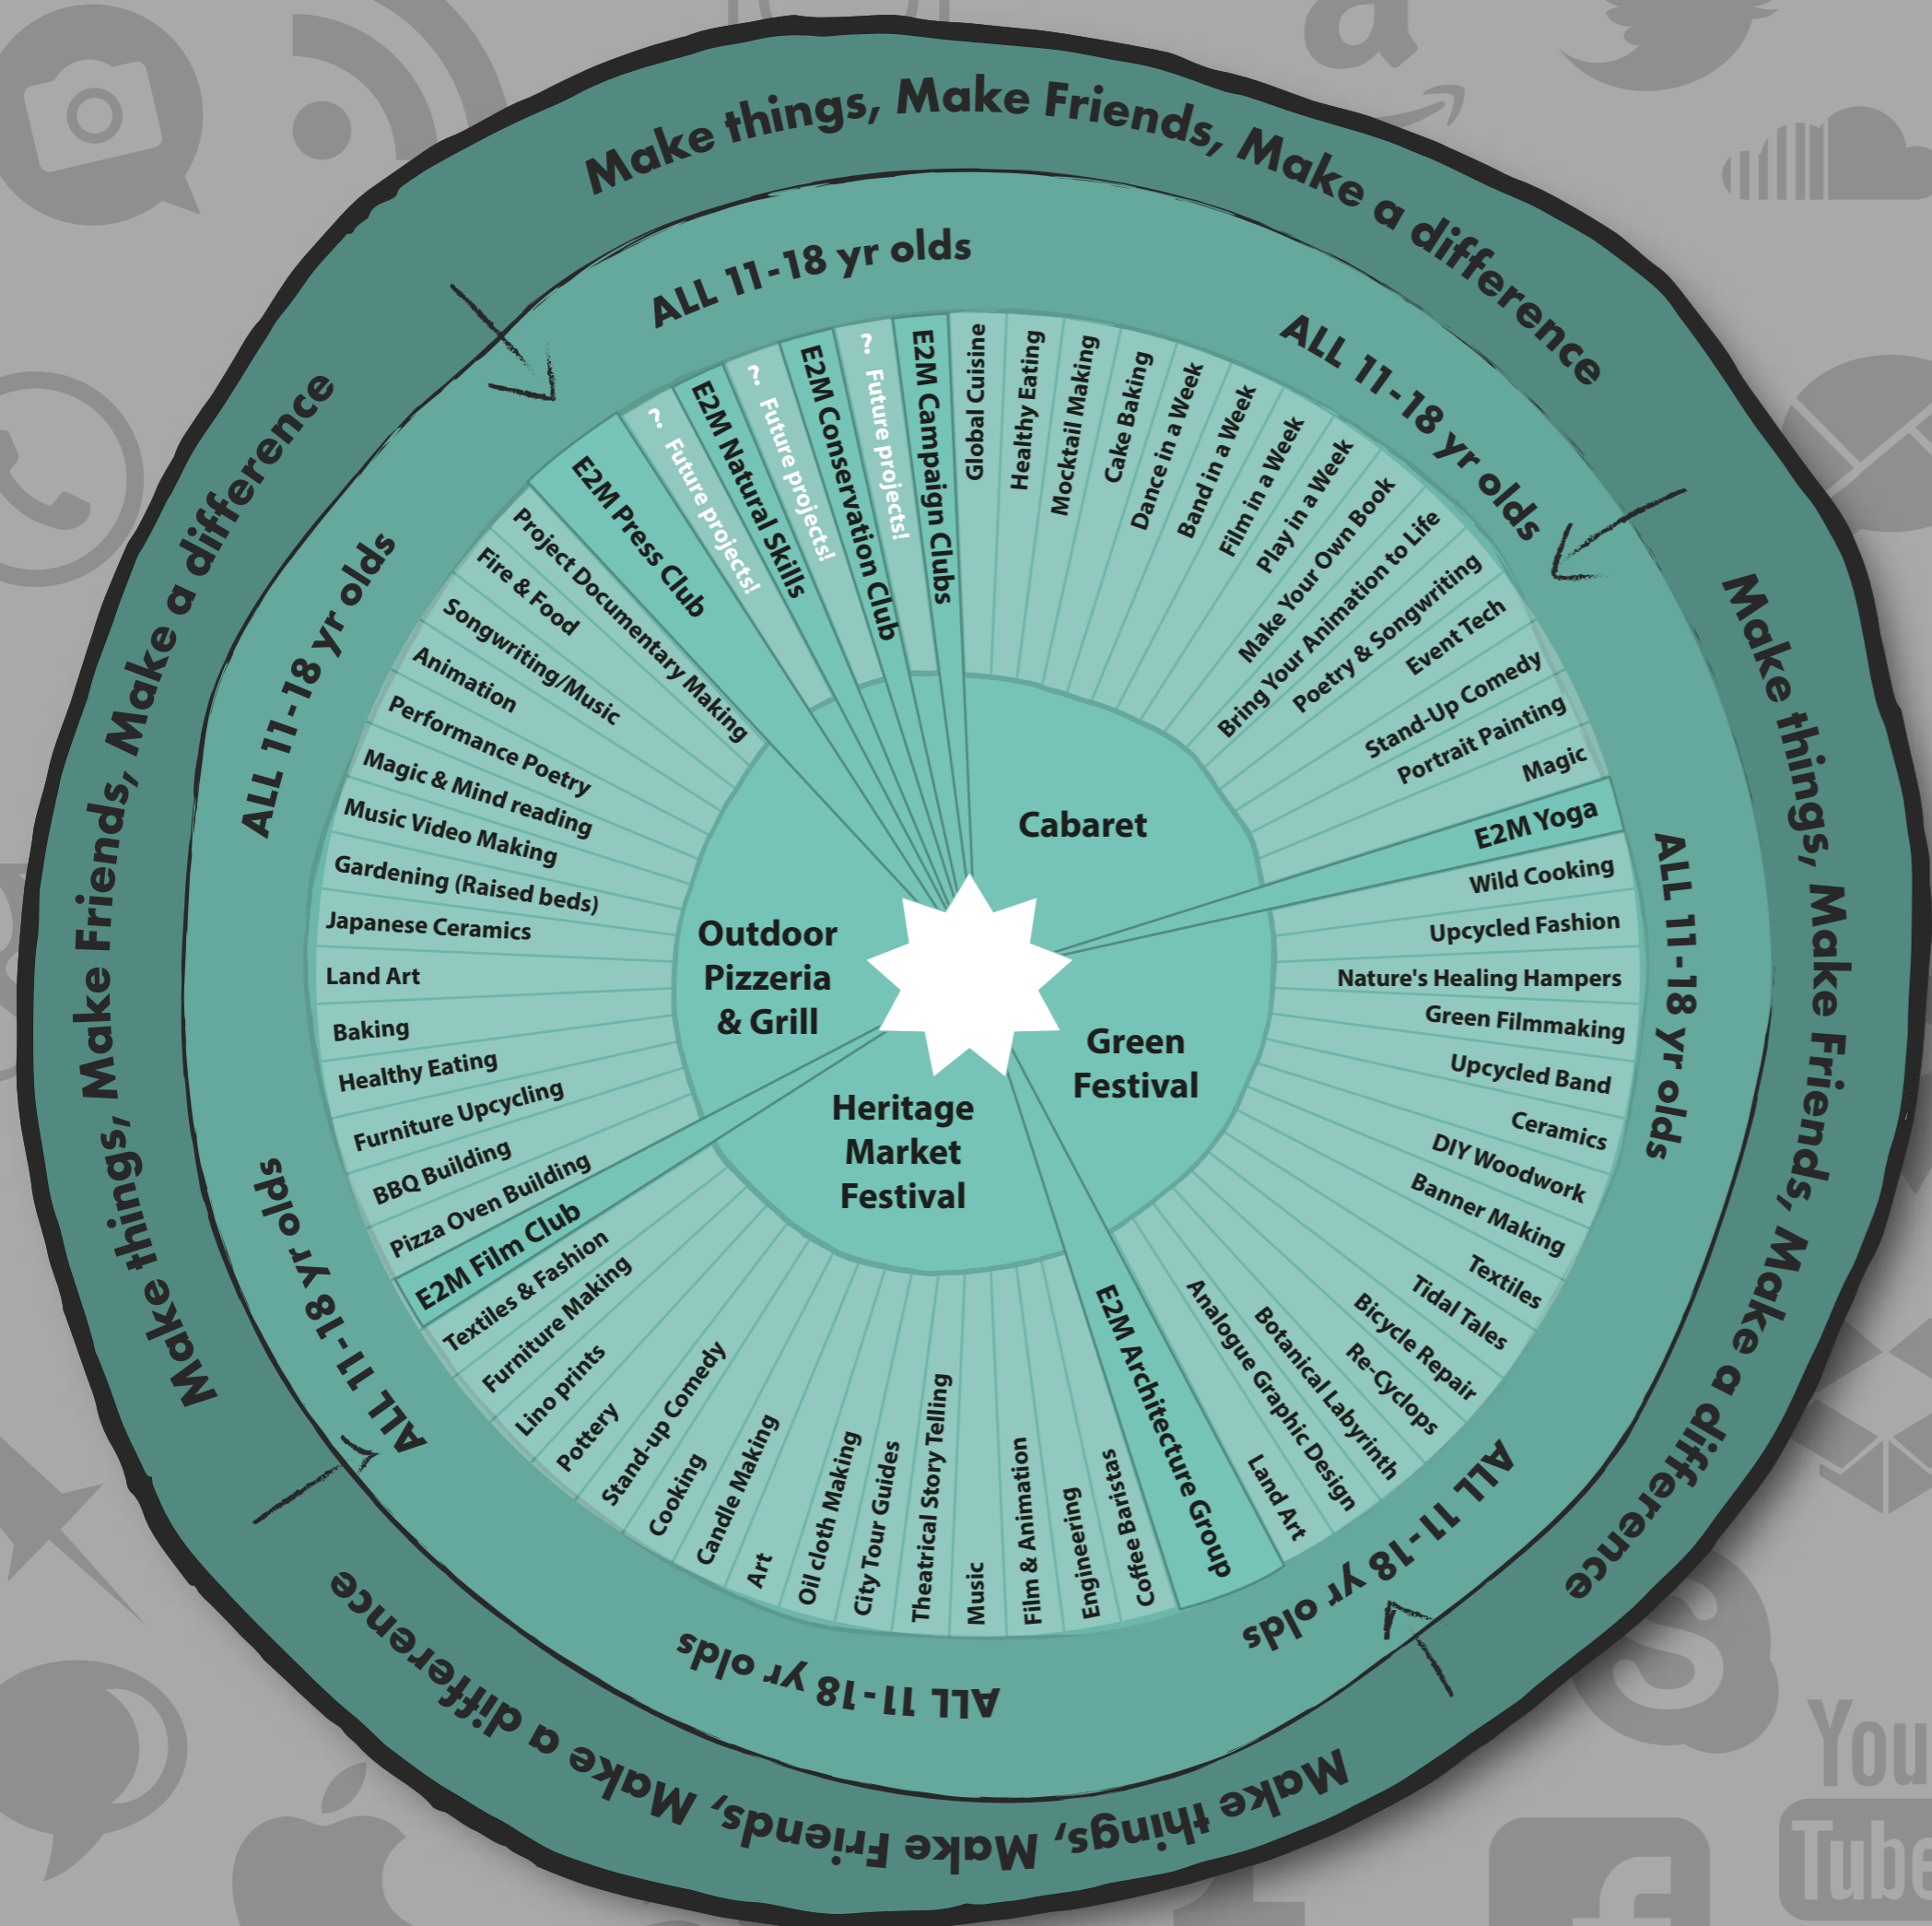 Make things, Make Friends, Make a difference
Make things, Make Friends, Make a difference
Make things, Make Friends, Make a difference
Make things, Make Friends, Make a difference
ALL 11-18 yr olds
ALL 11-18 yr olds
ALL 11-18 yr olds
ALL 11-18 yr olds
ALL 11-18 yr olds
ALL 11-18 yr olds
ALL 11-18 yr olds
E2M Campaign Clubs
Global Cuisine
Healthy Eating
Mocktail Making
Cake Baking
Dance in a Week
Band in a Week
Film in a Week
Play in a Week
Make Your Own Book
Bring Your Animation to Life
Poetry & Songwriting
Event Tech
Stand-Up Comedy
Portrait Painting
Magic
E2M Yoga
Wild Cooking
Upcycled Fashion
Nature's Healing Hampers
Green Filmmaking
Upcycled Band
Ceramics
DIY Woodwork
Banner Making
Textiles
Tidal Tales
Bicycle Repair
Re-Cyclops
Botanical Labyrinth
Analogue Graphic Design
Land Art
E2M Architecture Group
Coffee Baristas
Engineering
Film & Animation
Music
Theatrical Story Telling
City Tour Guides
Oil cloth Making
Art
Candle Making
Cooking
Stand-up Comedy
Pottery
Lino prints
Furniture Making
Textiles & Fashion
E2M Film Club
Pizza Oven Building
BBQ Building
Furniture Upcycling
Healthy Eating
Baking
Land Art
Japanese Ceramics
Gardening (Raised beds)
Music Video Making
Magic & Mind reading
Performance Poetry
Animation
Songwriting/Music
Fire & Food
Project Documentary Making
E2M Press Club
? Future projects!
E2M Natural Skills
? Future projects!
E2M Conservation Club
? Future projects!
Cabaret
Green
Festival
Heritage
Market
Festival
Outdoor
Pizzeria
& Grill
You
Tube